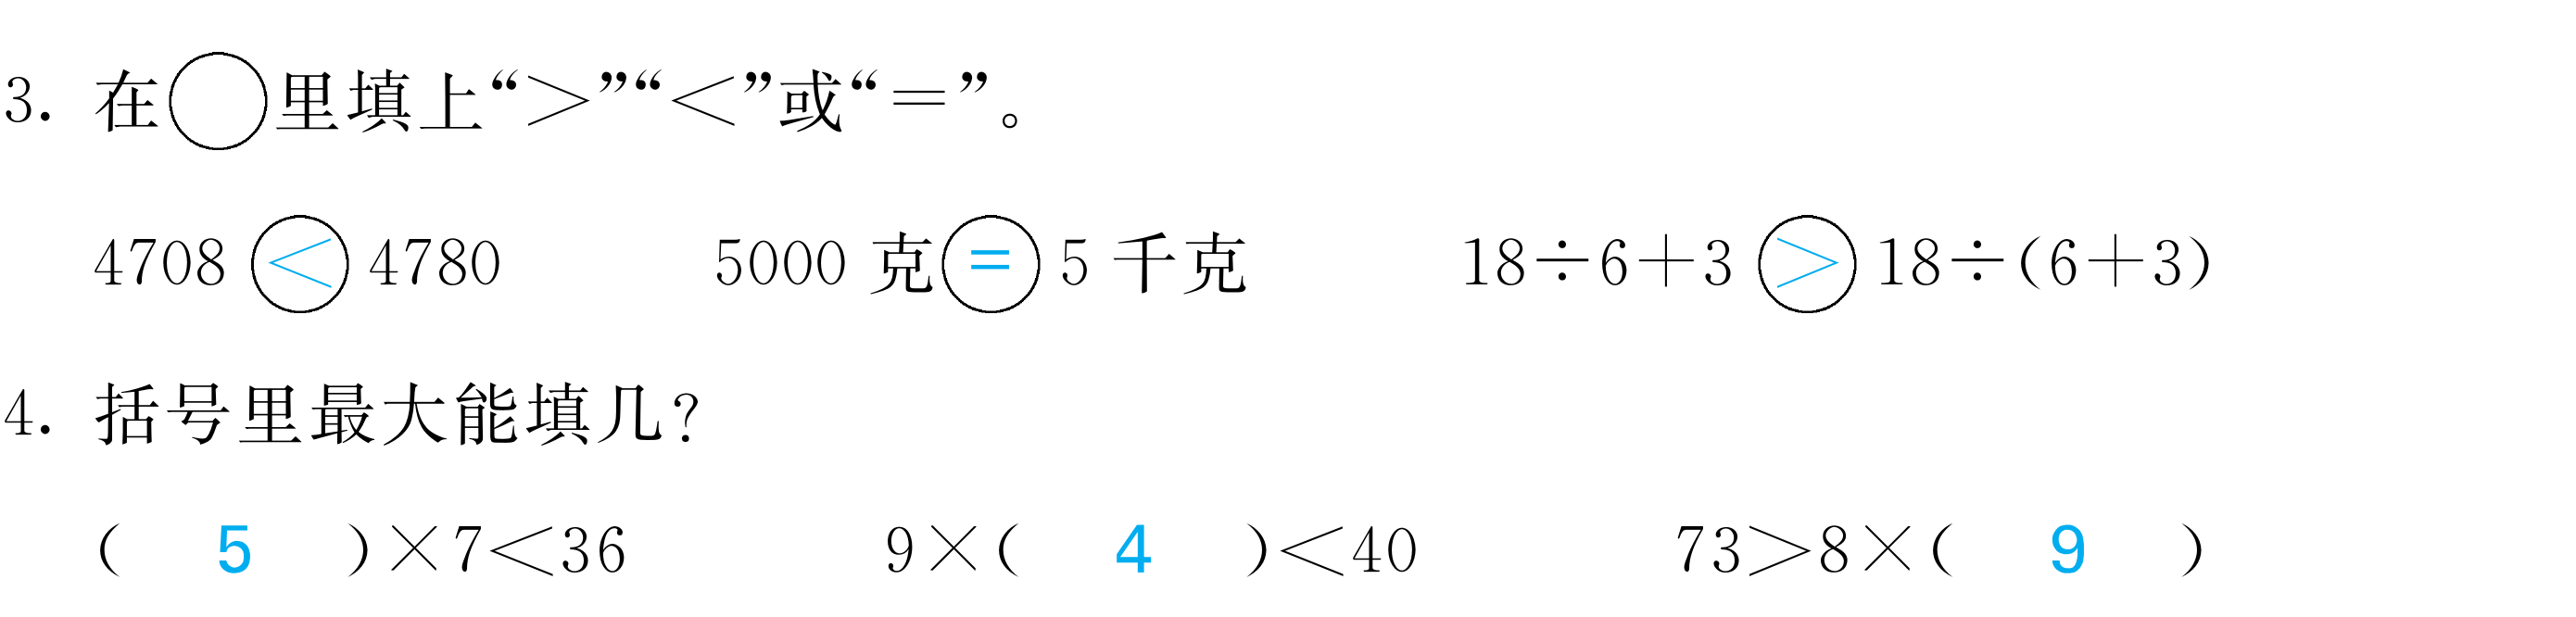 3. 在○里填上“>”“<”或“=”。
4708 < 4780 5000 克 = 5 千克 18÷6+3 > 18÷(6+3)
4. 括号里最大能填几?
( 5 )×7<36 9×( 4 )<40 73>8×( 9 )